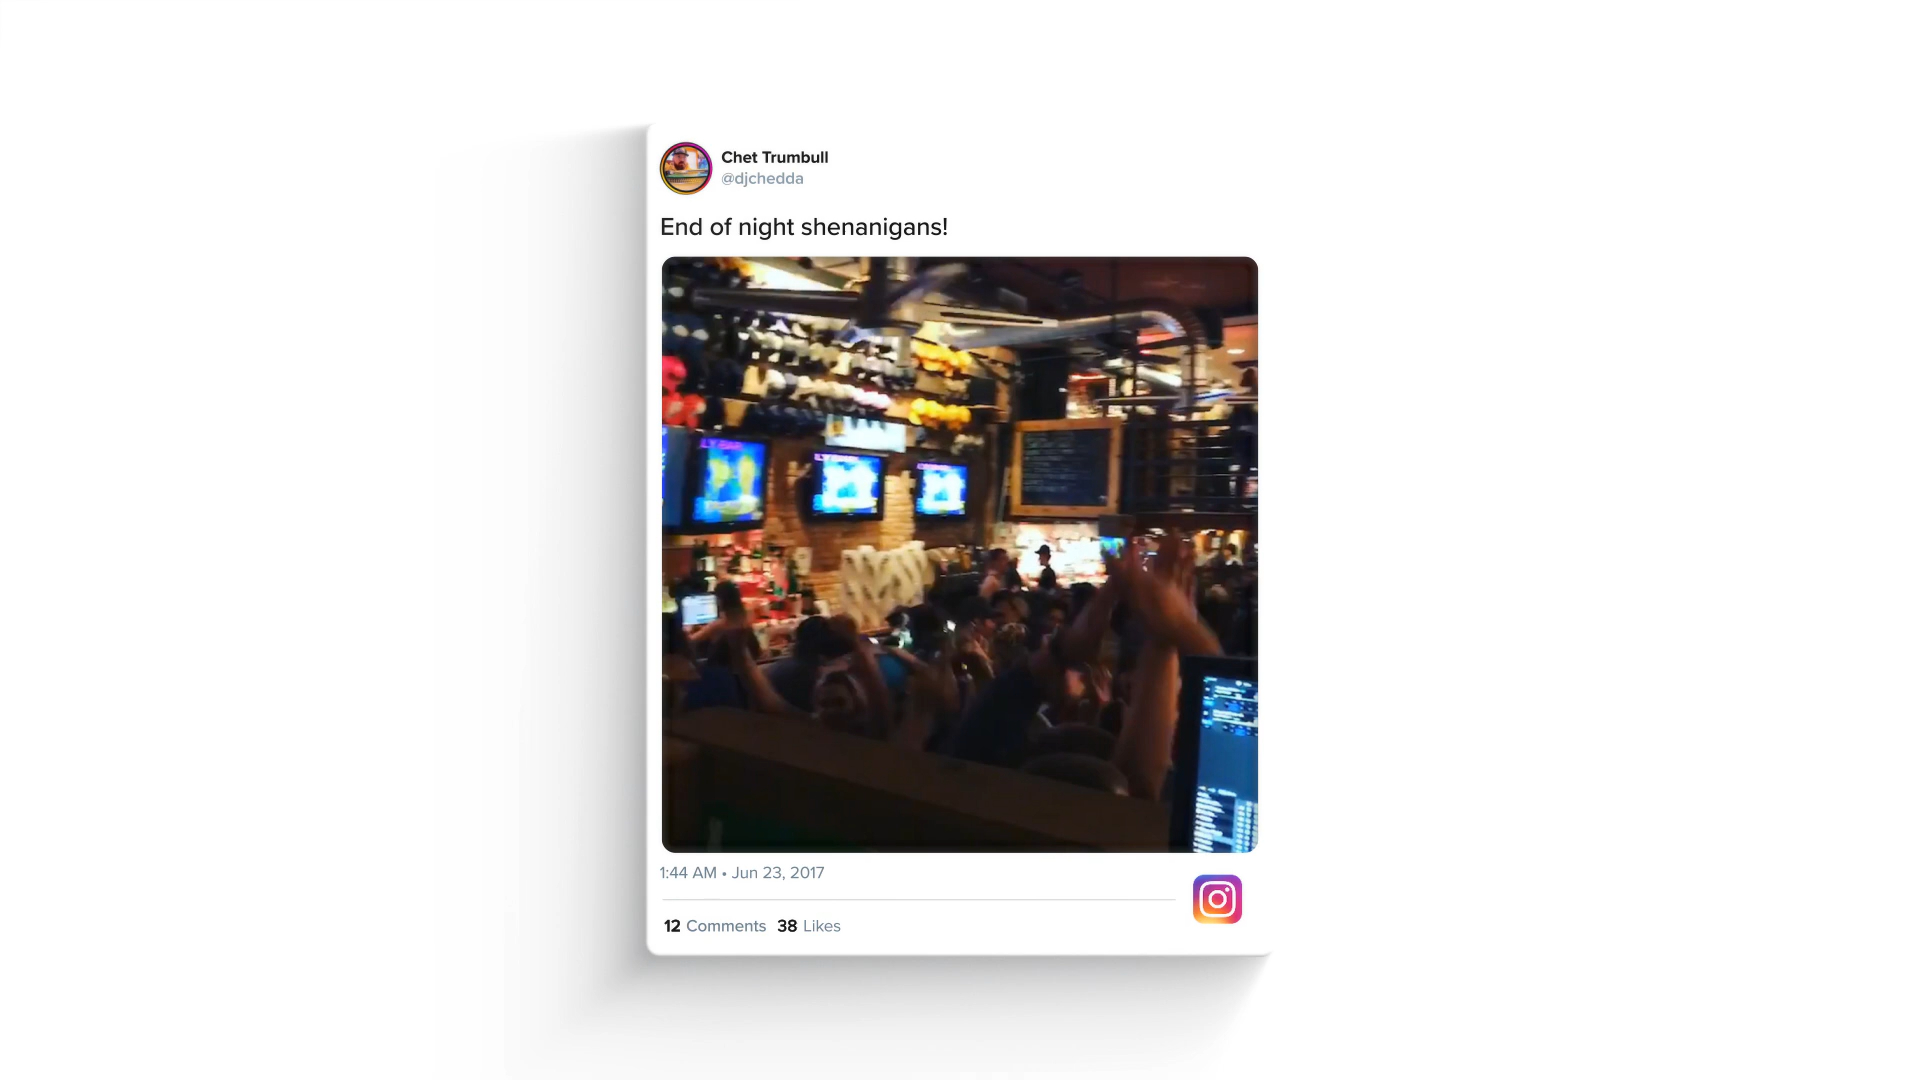 Chet Trumbull
@djchedda
End of night shenanigans!
1:44 AM • Jun 23, 2017
12 Comments 38 Likes